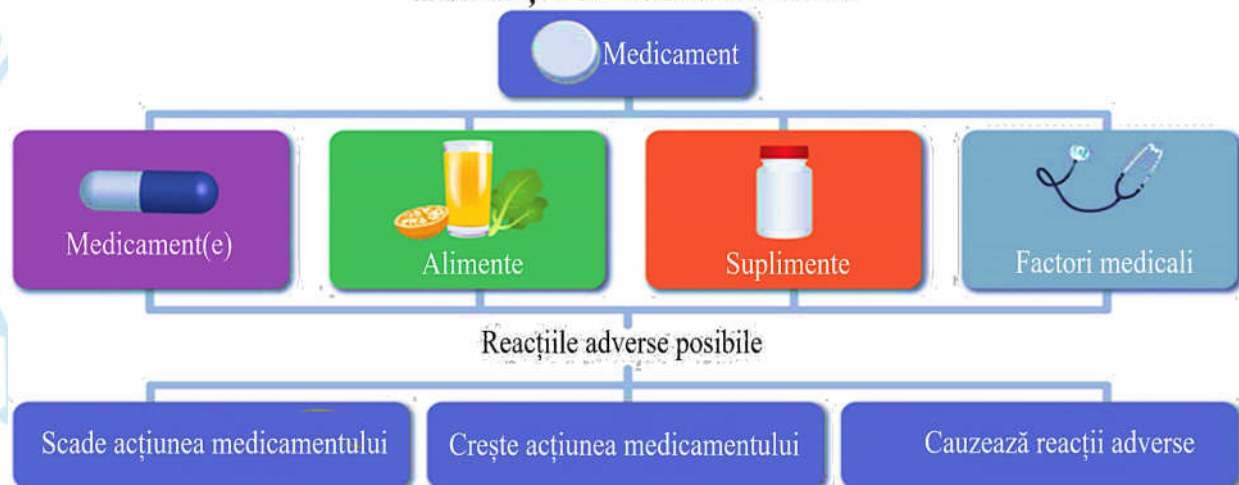 Medicament
Medicament(e)
Alimente
Suplimente
Factori medicali
Reacțiile adverse posibile
Scade acțiunea medicamentului
Crește acțiunea medicamentului
Cauzează reacții adverse